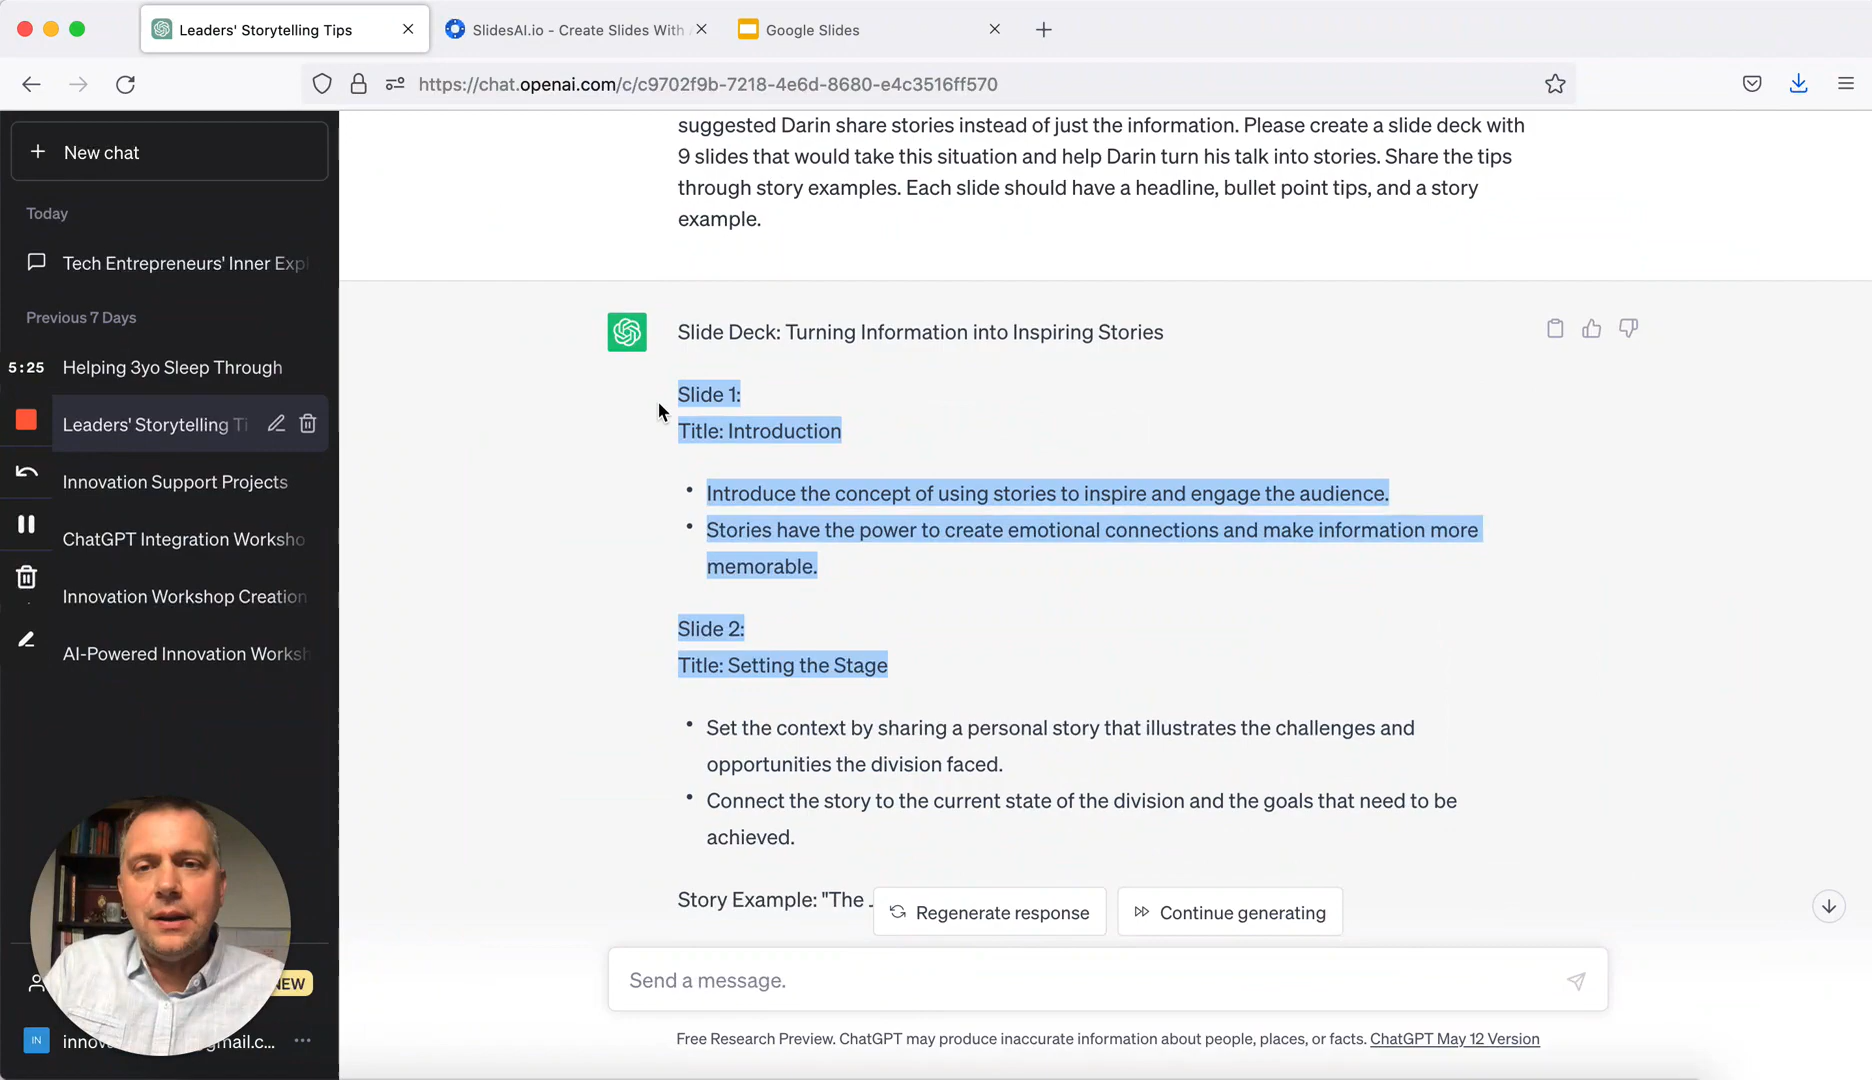 Leaders' Storytelling Tips
SlidesAI.io - Create Slides With
Google Slides
https://chat.openai.com/c/c9702f9b-7218-4e6d-8680-e4c3516ff570
New chat
Today
Tech Entrepreneurs' Inner Expl
Previous 7 Days
5:25
Helping 3yo Sleep Through
Leaders' Storytelling Ti
Innovation Support Projects
ChatGPT Integration Worksho
Innovation Workshop Creation
AI-Powered Innovation Worksh
NEW
IN
innov
mail.c...
suggested Darin share stories instead of just the information. Please create a slide deck with
9 slides that would take this situation and help Darin turn his talk into stories. Share the tips
through story examples. Each slide should have a headline, bullet point tips, and a story
example.
Slide Deck: Turning Information into Inspiring Stories
Slide 1:
Title: Introduction
• Introduce the concept of using stories to inspire and engage the audience.
• Stories have the power to create emotional connections and make information more
memorable.
Slide 2:
Title: Setting the Stage
• Set the context by sharing a personal story that illustrates the challenges and
opportunities the division faced.
• Connect the story to the current state of the division and the goals that need to be
achieved.
Story Example: "The
Regenerate response
Continue generating
Send a message.
Free Research Preview. ChatGPT may produce inaccurate information about people, places, or facts. ChatGPT May 12 Version